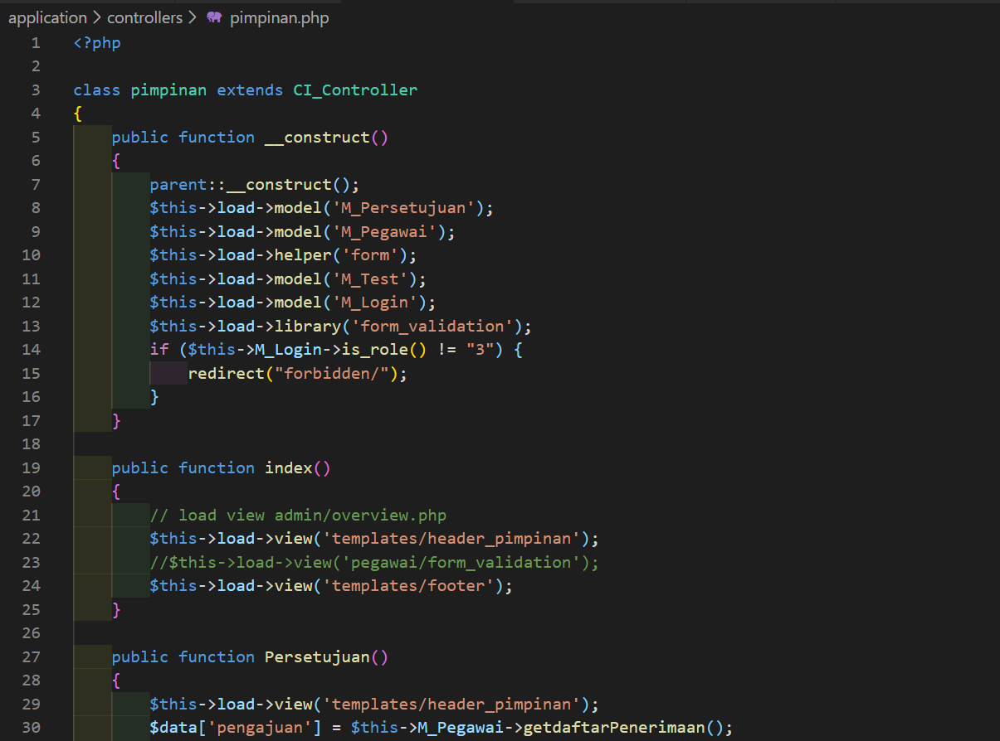 application > controllers > pimpinan.php
1 <?php
2
3 class pimpinan extends CI_Controller
4 {
5     public function __construct()
6     {
7         parent::__construct();
8         $this->load->model('M_Persetujuan');
9         $this->load->model('M_Pegawai');
10         $this->load->helper('form');
11         $this->load->model('M_Test');
12         $this->load->model('M_Login');
13         $this->load->library('form_validation');
14         if ($this->M_Login->is_role() != "3") {
15             redirect("forbidden/");
16         }
17     }
18
19     public function index()
20     {
21         // load view admin/overview.php
22         $this->load->view('templates/header_pimpinan');
23         //$this->load->view('pegawai/form_validation');
24         $this->load->view('templates/footer');
25     }
26
27     public function Persetujuan()
28     {
29         $this->load->view('templates/header_pimpinan');
30         $data['pengajuan'] = $this->M_Pegawai->getdaftarPenerimaan();